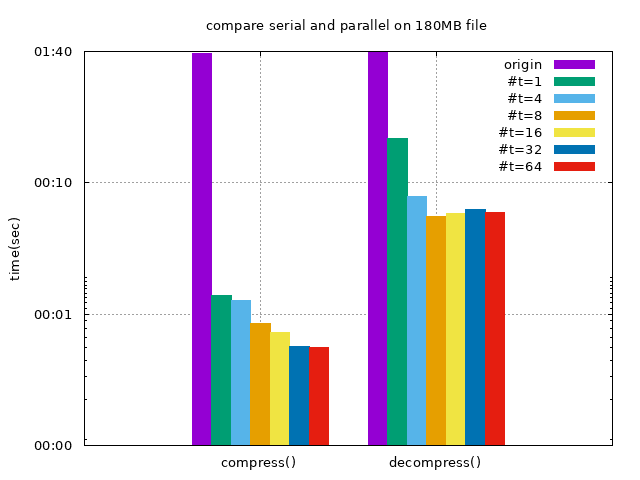 compare serial and parallel on 180MB file
01:40
00:10
00:01
00:00
time(sec)
origin
#t=1
#t=4
#t=8
#t=16
#t=32
#t=64
compress()
decompress()